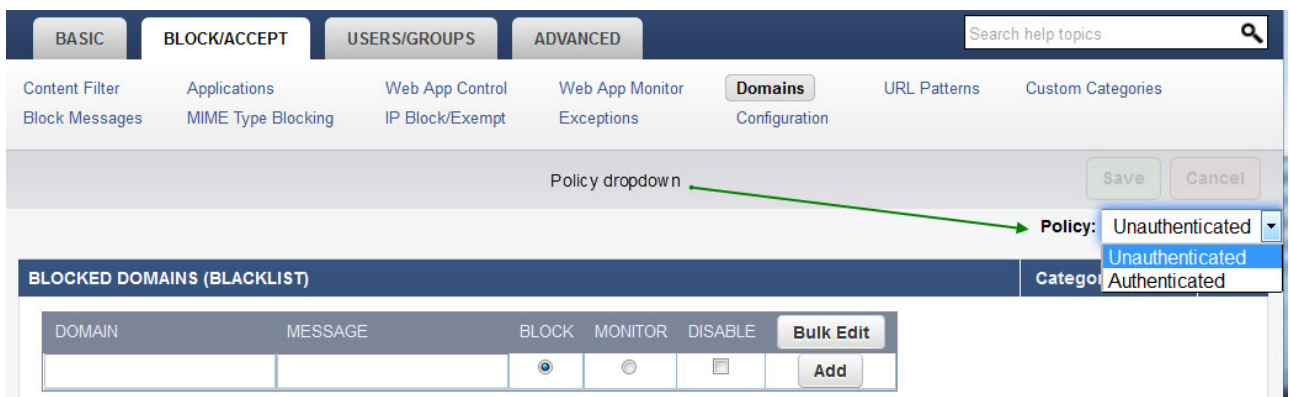 BASIC BLOCK/ACCEPT USERS/GROUPS ADVANCED Search help topics
Content Filter Applications Web App Control Web App Monitor Domains URL Patterns Custom Categories
Block Messages MIME Type Blocking IP Block/Exempt Exceptions Configuration
Policy dropdown Save Cancel
Policy: Unauthenticated
Unauthenticated
BLOCKED DOMAINS (BLACKLIST) Categor Authenticated
DOMAIN MESSAGE BLOCK MONITOR DISABLE Bulk Edit
Add